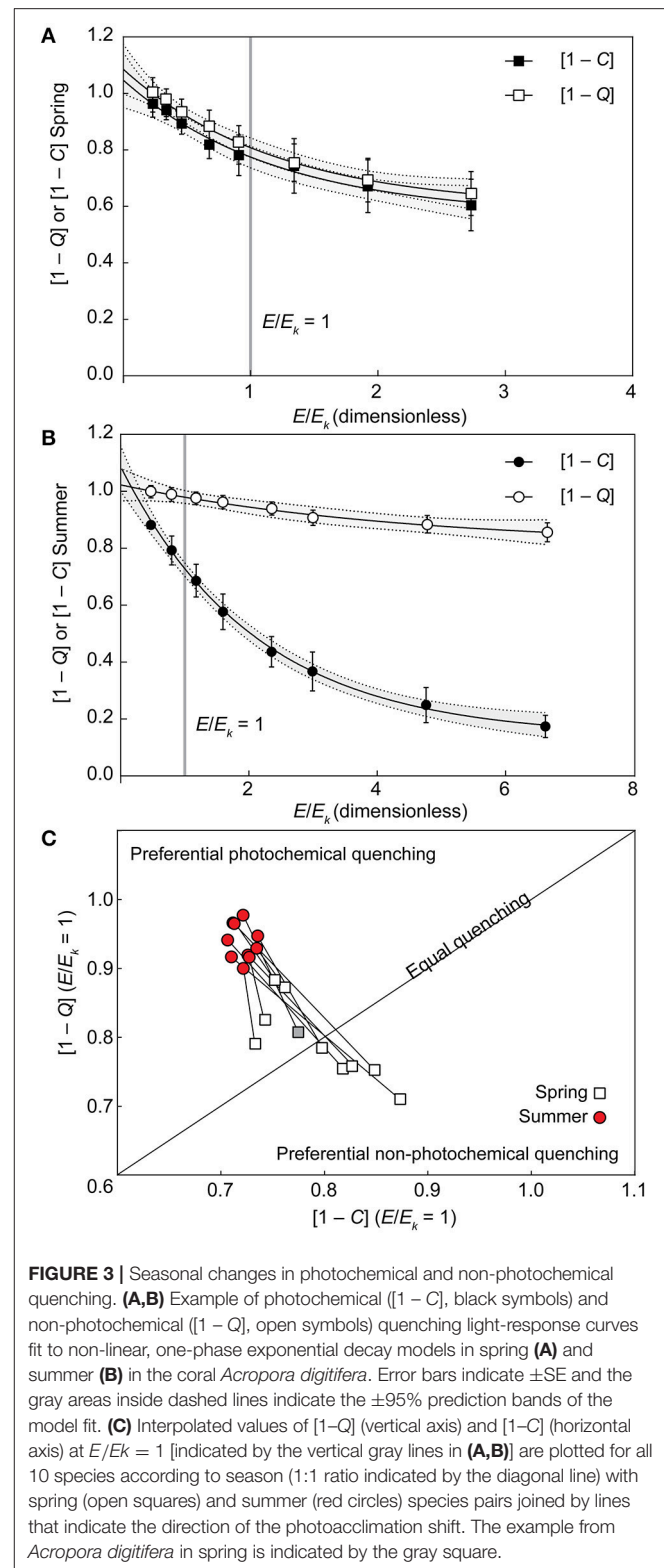 A
1.2
1.0
0.8
0.6
0.4
0.2
0.0
[1 – Q] or [1 – C] Spring
[1 – C]
[1 – Q]
E/Ek = 1
0
1
2
3
4
E/Ek (dimensionless)
B
1.2
1.0
0.8
0.6
0.4
0.2
0.0
[1 – Q] or [1 – C] Summer
[1 – C]
[1 – Q]
E/Ek = 1
2
4
6
8
E/Ek (dimensionless)
C
Preferential photochemical quenching
1.0
0.9
0.8
0.7
0.6
[1 – Q] (E/Ek = 1)
Equal quenching
Spring
Summer
Preferential non-photochemical quenching
0.7
0.8
0.9
1.0
1.1
[1 – C] (E/Ek = 1)
FIGURE 3 | Seasonal changes in photochemical and non-photochemical
quenching. (A,B) Example of photochemical ([1 – C], black symbols) and
non-photochemical ([1 – Q], open symbols) quenching light-response curves
fit to non-linear, one-phase exponential decay models in spring (A) and
summer (B) in the coral Acropora digitifera. Error bars indicate ±SE and the
gray areas inside dashed lines indicate the ±95% prediction bands of the
model fit. (C) Interpolated values of [1–Q] (vertical axis) and [1–C] (horizontal
axis) at E/Ek = 1 [indicated by the vertical gray lines in (A,B)] are plotted for all
10 species according to season (1:1 ratio indicated by the diagonal line) with
spring (open squares) and summer (red circles) species pairs joined by lines
that indicate the direction of the photoacclimation shift. The example from
Acropora digitifera in spring is indicated by the gray square.